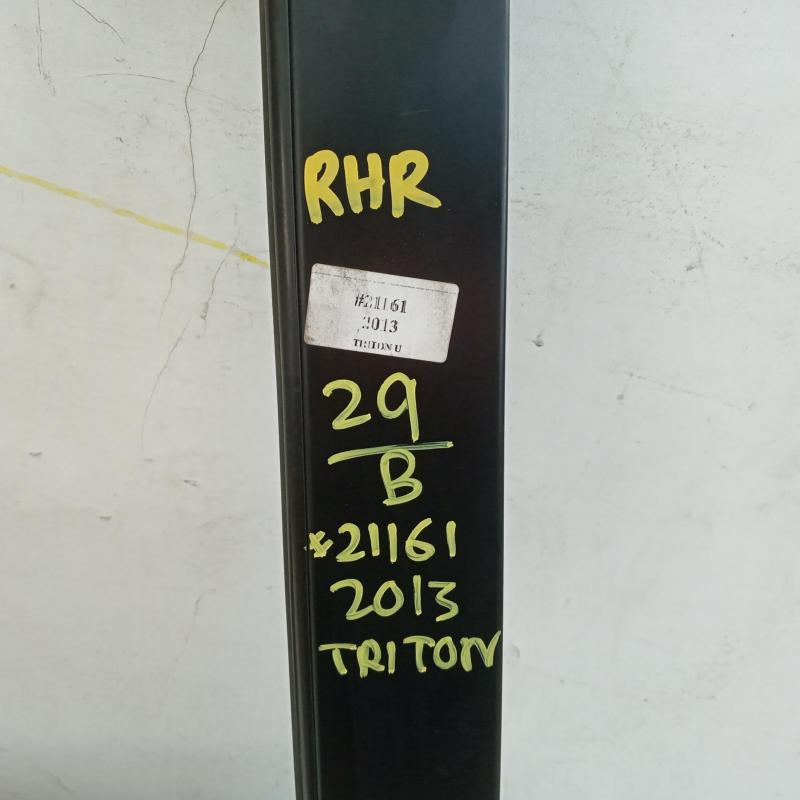 RHR
#21161
2013
TRITON U
29
B
#21161
2013
TRITON